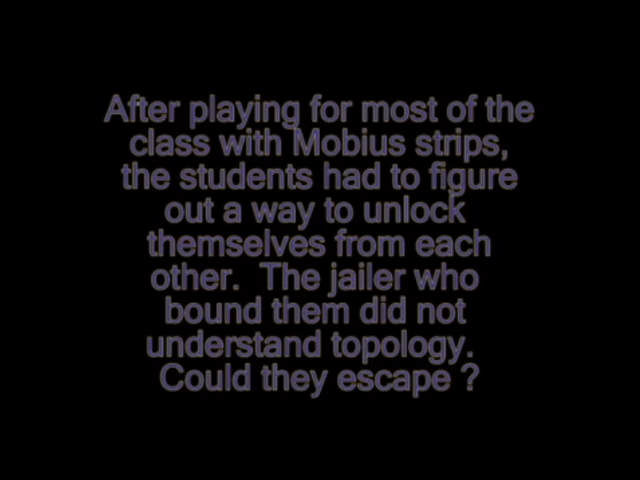 After playing for most of the
class with Mobius strips,
the students had to figure
out a way to unlock
themselves from each
other.  The jailer who
bound them did not
understand topology.
Could they escape ?